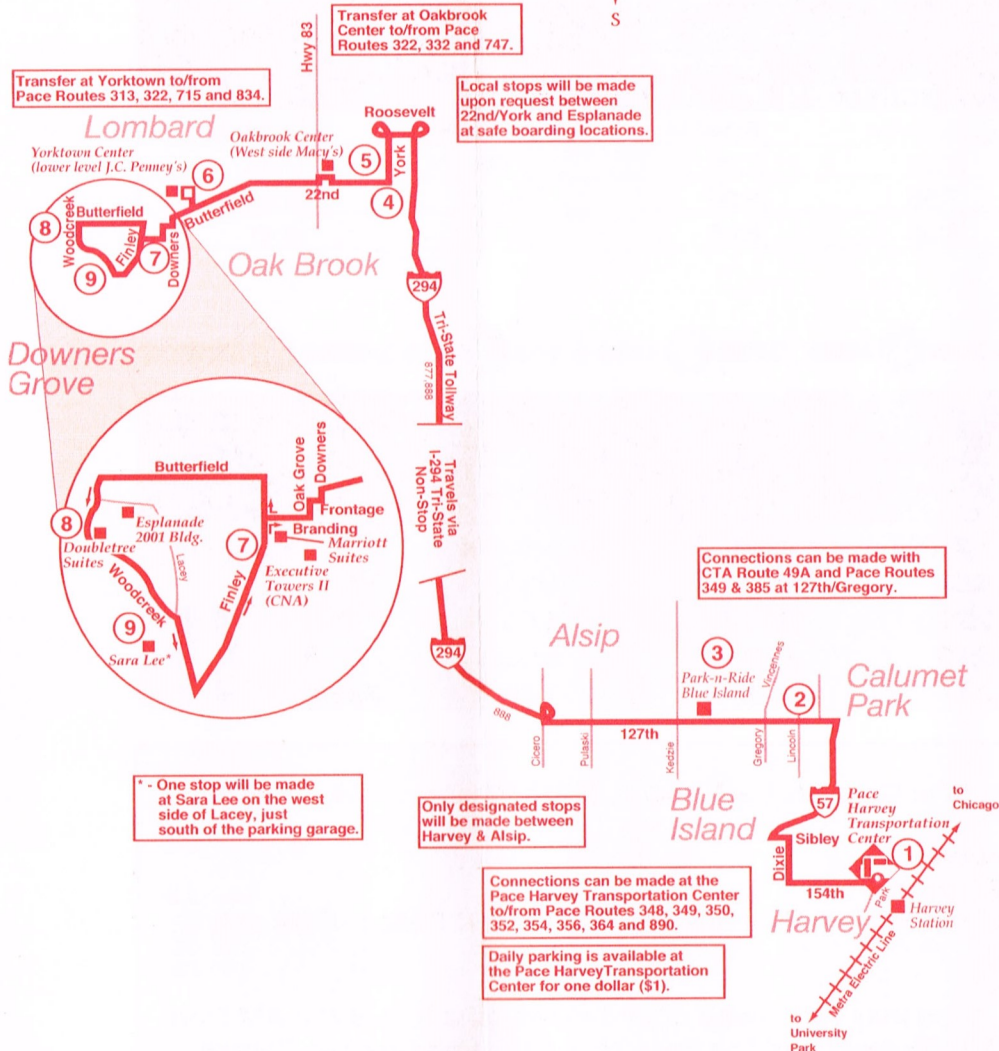 S
Transfer at Oakbrook
Center to/from Pace
Routes 322, 332 and 747.
Hwy 83
Transfer at Yorktown to/from
Pace Routes 313, 322, 715 and 834.
Local stops will be made
upon request between
22nd/York and Esplanade
at safe boarding locations.
Lombard
Roosevelt
Oakbrook Center
(West side Macy's)
Yorktown Center
(lower level J.C. Penney's)
5
York
6
22nd
4
Butterfield
Butterfield
8
Woodcreek
Finley
7
Downers
9
Oak Brook
294
Tri-State Tollway
877,888
Downers
Grove
Butterfield
Oak Grove
Downers
Travels via
I-294 Tri-State
Non-Stop
Frontage
8
Esplanade
2001 Bldg.
7
Branding
Marriott
Suites
Doubletree
Suites
Lacey
Executive
Towers II
(CNA)
Woodcreek
Finley
9
Sara Lee*
Connections can be made with
CTA Route 49A and Pace Routes
349 & 385 at 127th/Gregory.
294
Alsip
3
Park-n-Ride
Blue Island
Vincennes
2
Calumet
Park
888
127th
Cicero
Pulaski
Kedzie
Gregory
Lincoln
* - One stop will be made
at Sara Lee on the west
side of Lacey, just
south of the parking garage.
Only designated stops
will be made between
Harvey & Alsip.
Blue
Island
57
Pace
Harvey
Transportation
Center
to
Chicago
Sibley
1
Dixie
154th
Park
Connections can be made at the
Pace Harvey Transportation Center
to/from Pace Routes 348, 349, 350,
352, 354, 356, 364 and 890.
Harvey
Harvey
Station
Metra Electric Line
Daily parking is available at
the Pace HarveyTransportation
Center for one dollar ($1).
to
University
Park